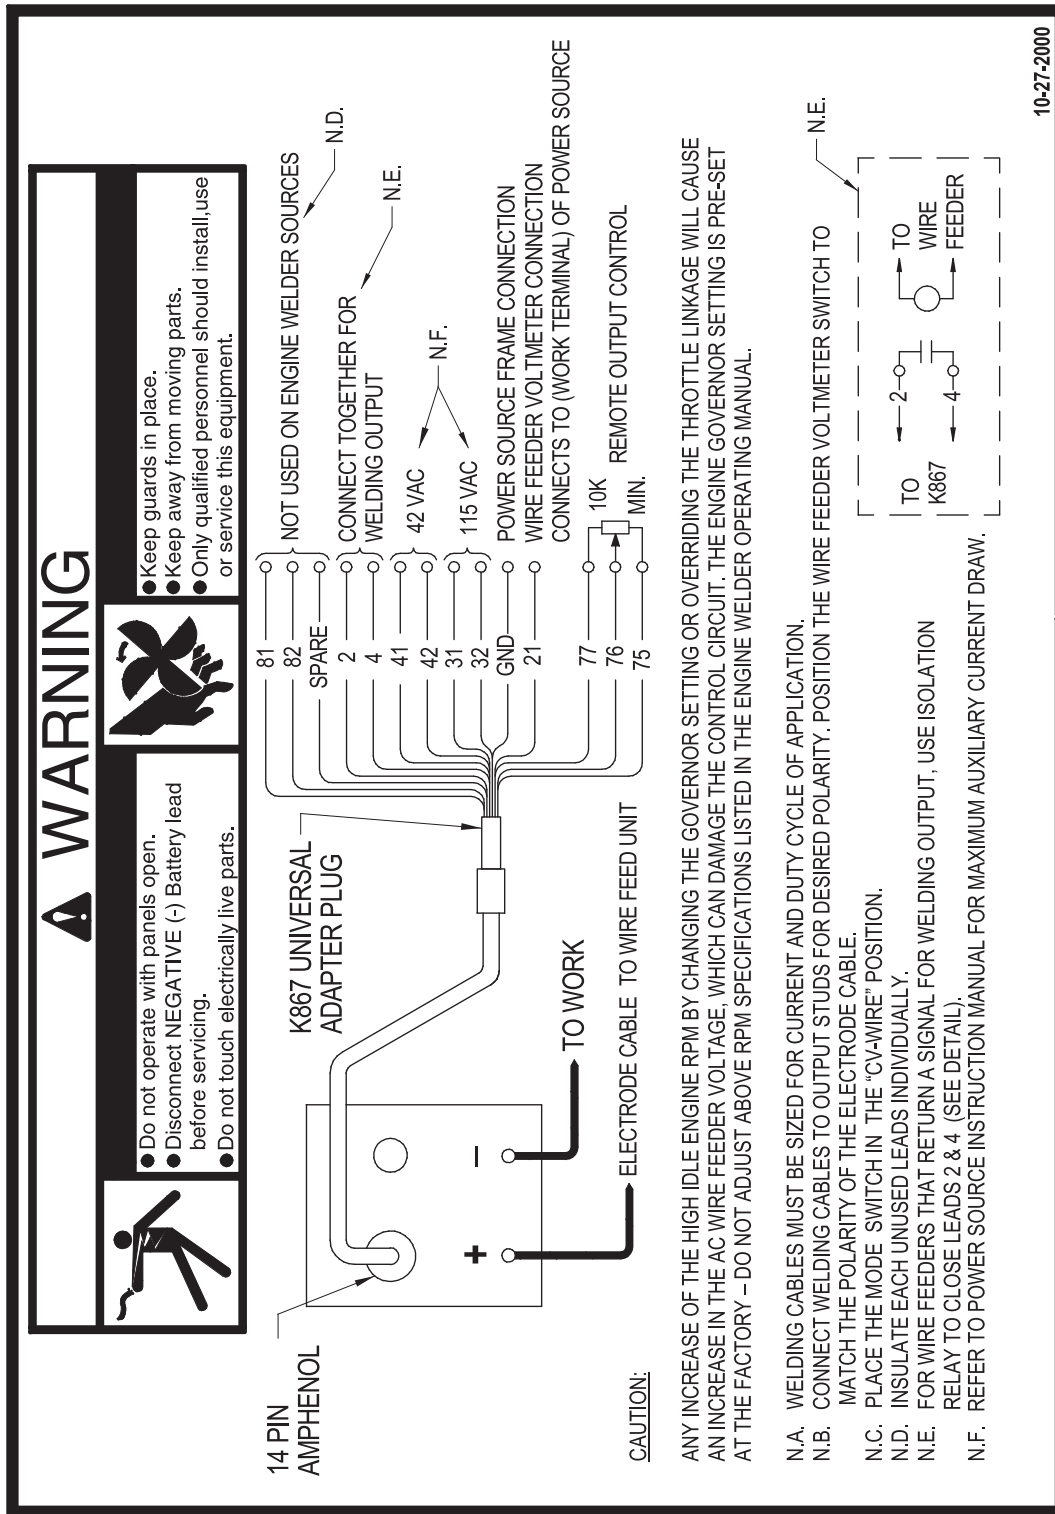 WARNING
● Do not operate with panels open.
● Disconnect NEGATIVE (-) Battery lead
before servicing.
● Do not touch electrically live parts.
● Keep guards in place.
● Keep away from moving parts.
● Only qualified personnel should install,use
or service this equipment.
14 PIN
AMPHENOL
K867 UNIVERSAL
ADAPTER PLUG
81
82
SPARE
2
4
41
42
31
32
GND
21
77
76
75
NOT USED ON ENGINE WELDER SOURCES
N.D.
CONNECT TOGETHER FOR
WELDING OUTPUT
N.E.
42 VAC
115 VAC
N.F.
POWER SOURCE FRAME CONNECTION
WIRE FEEDER VOLTMETER CONNECTION
CONNECTS TO (WORK TERMINAL) OF POWER SOURCE
10K
MIN.
REMOTE OUTPUT CONTROL
+
–
TO WORK
ELECTRODE CABLE TO WIRE FEED UNIT
CAUTION:
ANY INCREASE OF THE HIGH IDLE ENGINE RPM BY CHANGING THE GOVERNOR SETTING OR OVERRIDING THE THROTTLE LINKAGE WILL CAUSE
AN INCREASE IN THE AC WIRE FEEDER VOLTAGE, WHICH CAN DAMAGE THE CONTROL CIRCUIT. THE ENGINE GOVERNOR SETTING IS PRE-SET
AT THE FACTORY – DO NOT ADJUST ABOVE RPM SPECIFICATIONS LISTED IN THE ENGINE WELDER OPERATING MANUAL.
N.A. WELDING CABLES MUST BE SIZED FOR CURRENT AND DUTY CYCLE OF APPLICATION.
N.B. CONNECT WELDING CABLES TO OUTPUT STUDS FOR DESIRED POLARITY. POSITION THE WIRE FEEDER VOLTMETER SWITCH TO
MATCH THE POLARITY OF THE ELECTRODE CABLE.
N.C. PLACE THE MODE SWITCH IN THE "CV-WIRE" POSITION.
N.D. INSULATE EACH UNUSED LEADS INDIVIDUALLY.
N.E. FOR WIRE FEEDERS THAT RETURN A SIGNAL FOR WELDING OUTPUT, USE ISOLATION
RELAY TO CLOSE LEADS 2 & 4 (SEE DETAIL).
N.F. REFER TO POWER SOURCE INSTRUCTION MANUAL FOR MAXIMUM AUXILIARY CURRENT DRAW.
N.E.
TO
K867
2
4
TO
WIRE
FEEDER
10-27-2000